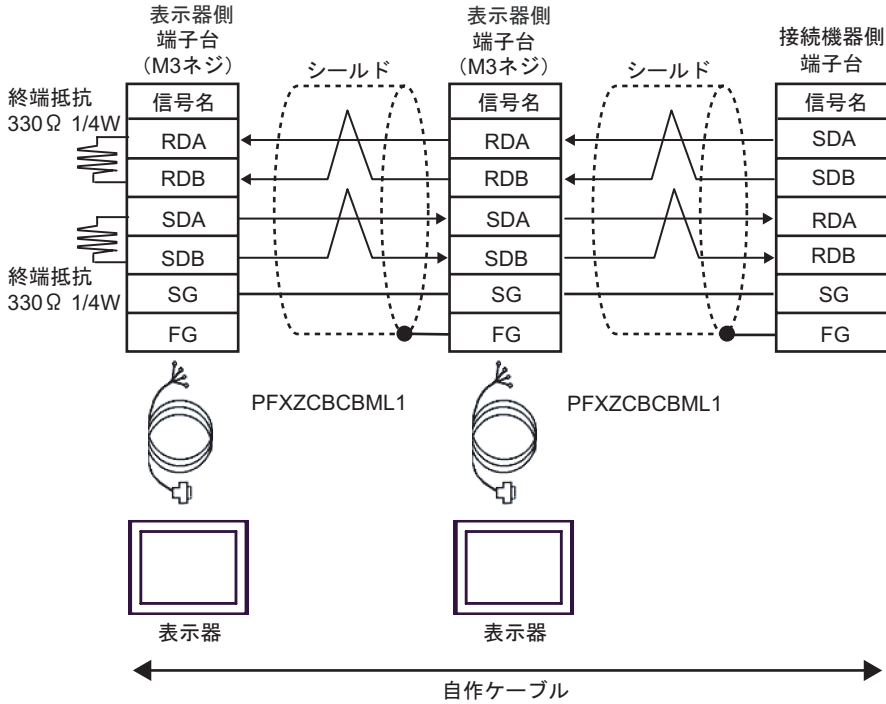 表示器側
端子台
（M3ネジ）
表示器側
端子台
（M3ネジ）
接続機器側
端子台
シールド
シールド
終端抵抗
330Ω 1/4W
終端抵抗
330Ω 1/4W
信号名
RDA
RDB
SDA
SDB
SG
FG
信号名
RDA
RDB
SDA
SDB
SG
FG
信号名
SDA
SDB
RDA
RDB
SG
FG
PFXZCBCBML1
PFXZCBCBML1
表示器
表示器
自作ケーブル